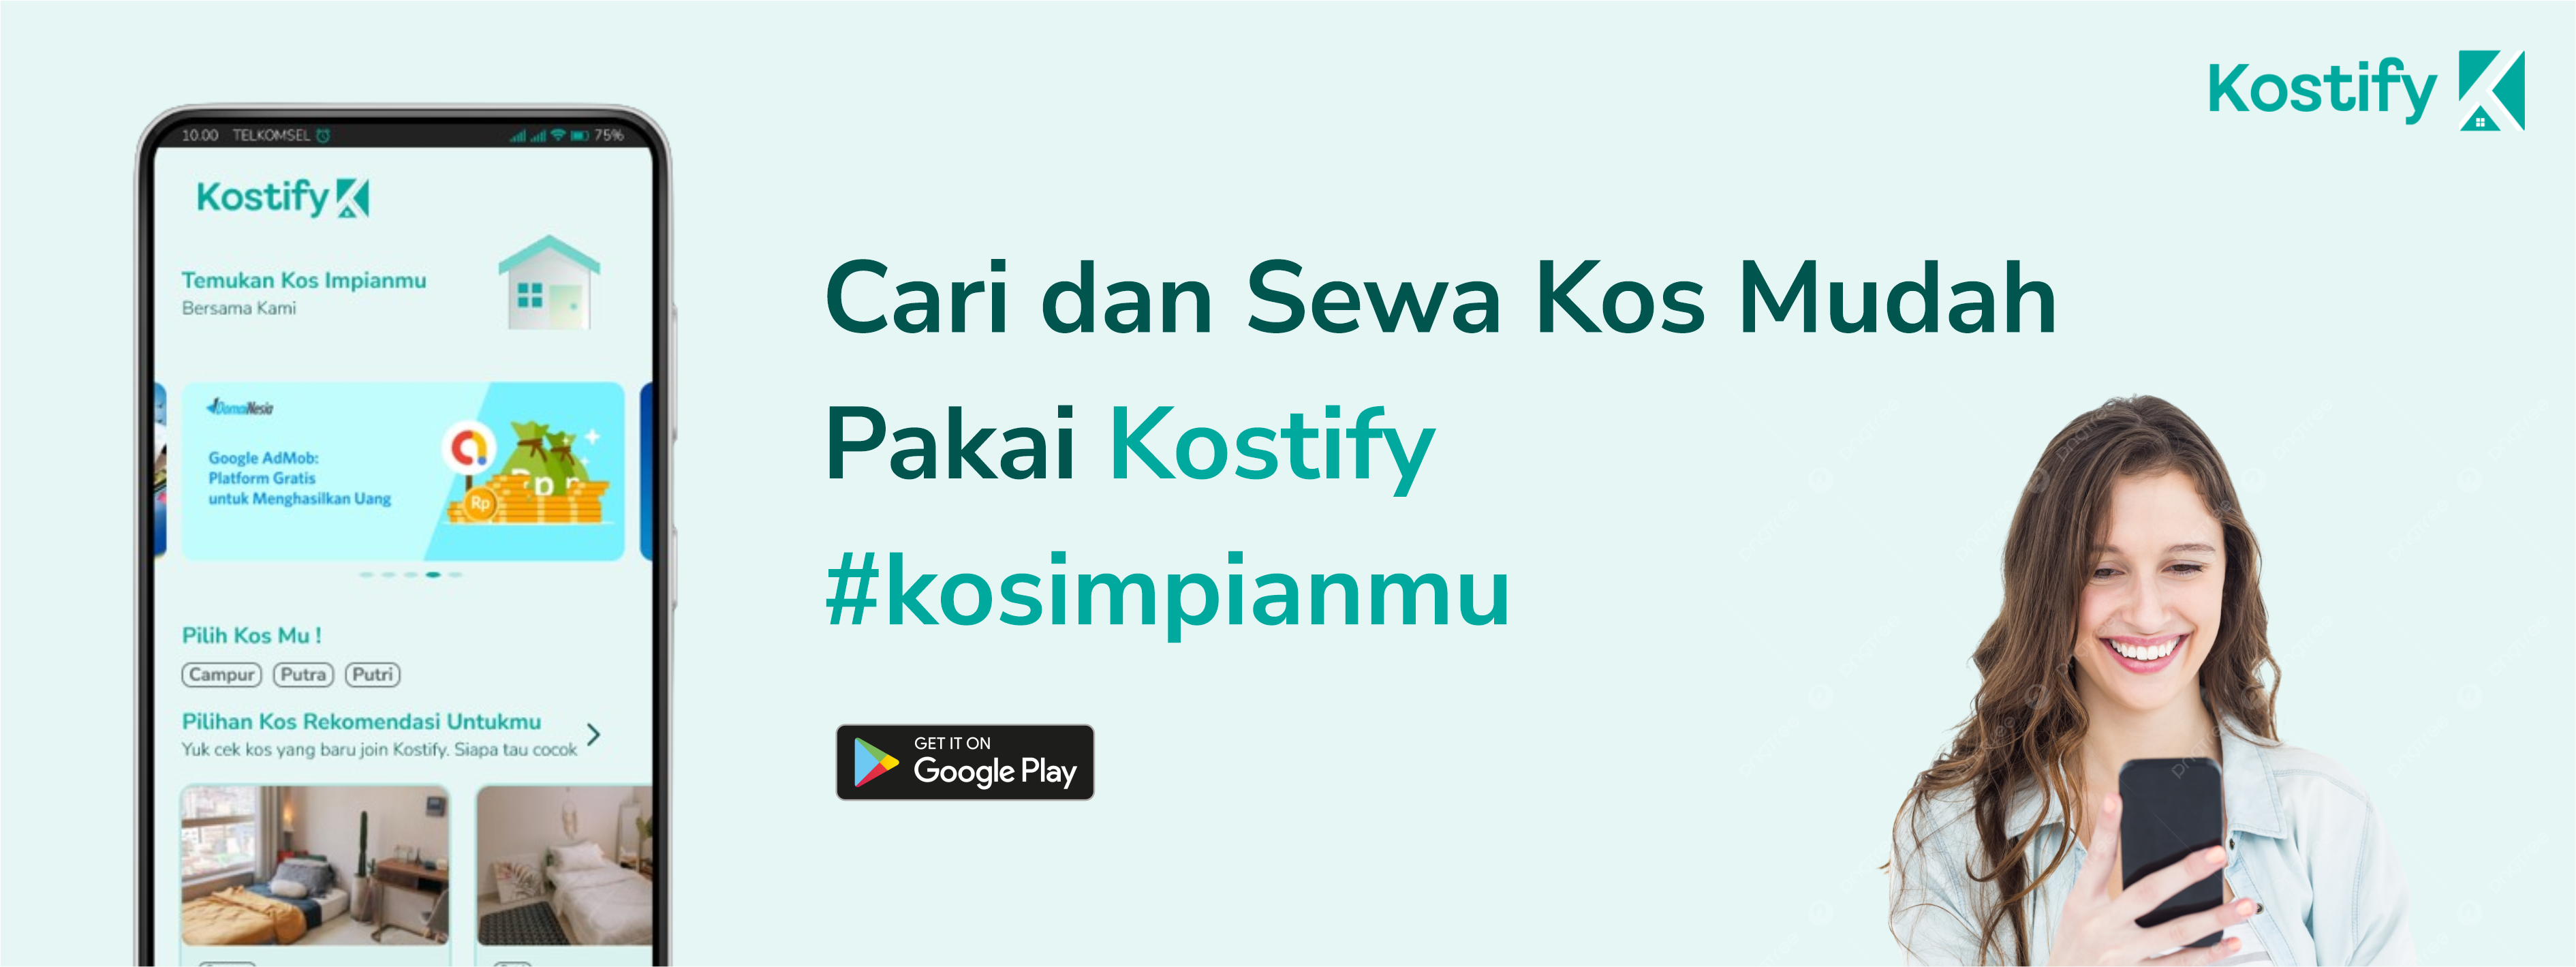 Kostify
10.00 TELKOMSEL 75%
Kostify
Temukan Kos Impianmu
Bersama Kami
DomaiNesia
Google AdMob:
Platform Gratis
untuk Menghasilkan Uang
Rp
Pilih Kos Mu !
Campur Putra Putri
Pilihan Kos Rekomendasi Untukmu
Yuk cek kos yang baru join Kostify. Siapa tau cocok
Cari dan Sewa Kos Mudah
Pakai Kostify
#kosimpianmu
GET IT ON
Google Play
pngtree